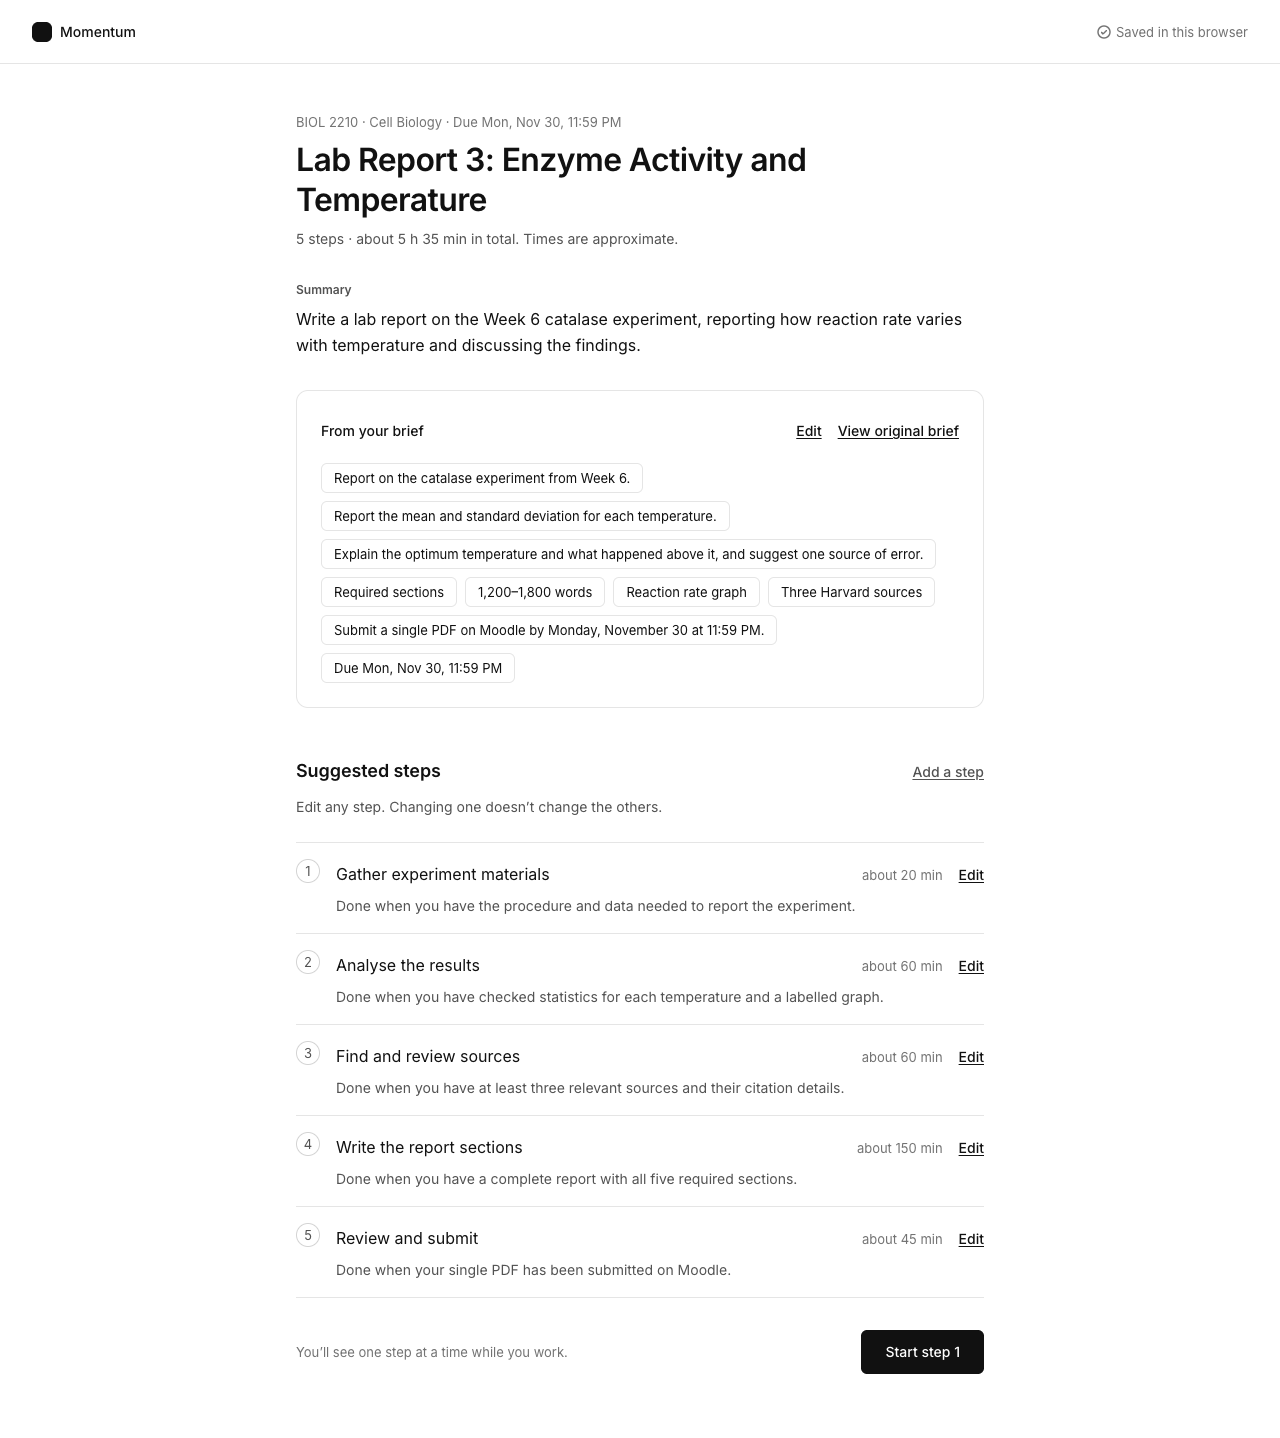 Momentum
Saved in this browser
BIOL 2210 · Cell Biology · Due Mon, Nov 30, 11:59 PM
Lab Report 3: Enzyme Activity and
Temperature
5 steps · about 5 h 35 min in total. Times are approximate.
Summary
Write a lab report on the Week 6 catalase experiment, reporting how reaction rate varies
with temperature and discussing the findings.
From your brief
Edit
View original brief
Report on the catalase experiment from Week 6.
Report the mean and standard deviation for each temperature.
Explain the optimum temperature and what happened above it, and suggest one source of error.
Required sections
1,200–1,800 words
Reaction rate graph
Three Harvard sources
Submit a single PDF on Moodle by Monday, November 30 at 11:59 PM.
Due Mon, Nov 30, 11:59 PM
Suggested steps
Add a step
Edit any step. Changing one doesn’t change the others.
1
Gather experiment materials
about 20 min
Edit
Done when you have the procedure and data needed to report the experiment.
2
Analyse the results
about 60 min
Edit
Done when you have checked statistics for each temperature and a labelled graph.
3
Find and review sources
about 60 min
Edit
Done when you have at least three relevant sources and their citation details.
4
Write the report sections
about 150 min
Edit
Done when you have a complete report with all five required sections.
5
Review and submit
about 45 min
Edit
Done when your single PDF has been submitted on Moodle.
You’ll see one step at a time while you work.
Start step 1